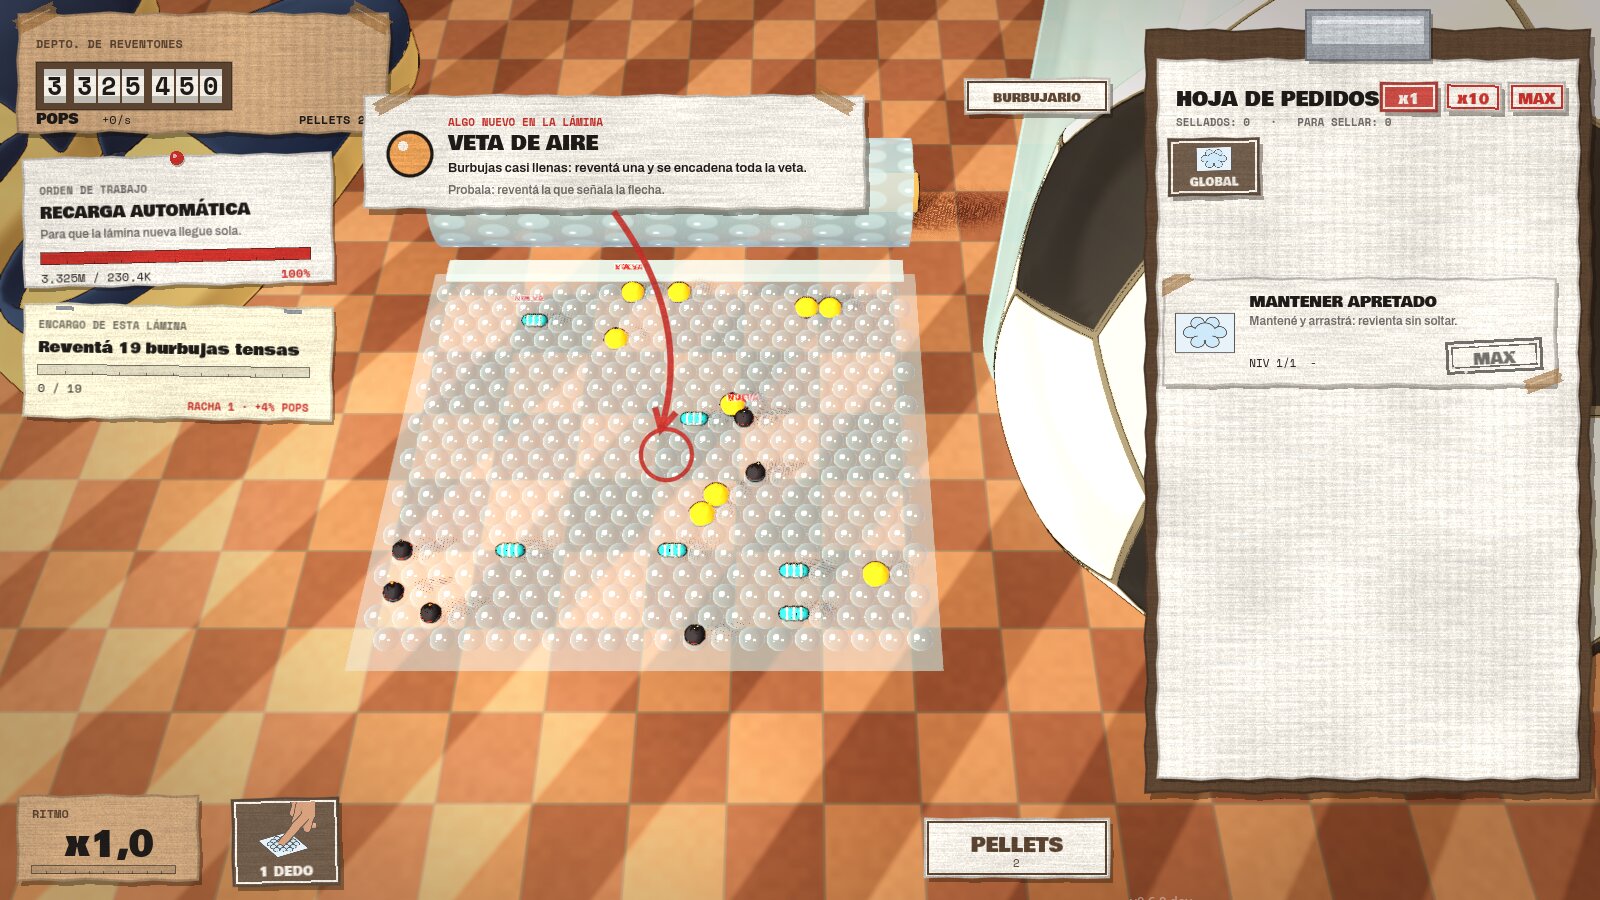 DEPTO. DE REVENTONES
3 325 450
POPS +0/s PELLETS 2
ORDEN DE TRABAJO
RECARGA AUTOMÁTICA
Para que la lámina nueva llegue sola.
3,325M / 230.4K 100%
ENCARGO DE ESTA LÁMINA
Reventá 19 burbujas tensas
0 / 19
RACHA 1 · +4% POPS
ALGO NUEVO EN LA LÁMINA
VETA DE AIRE
Burbujas casi llenas: reventá una y se encadena toda la veta.
Probala: reventá la que señala la flecha.
BURBUJARIO
HOJA DE PEDIDOS x1 x10 MAX
SELLADOS: 0 · PARA SELLAR: 0
GLOBAL
MANTENER APRETADO
Mantené y arrastrá: revienta sin soltar.
NIV 1/1 -
MAX
RITMO
x1,0
1 DEDO
PELLETS
2